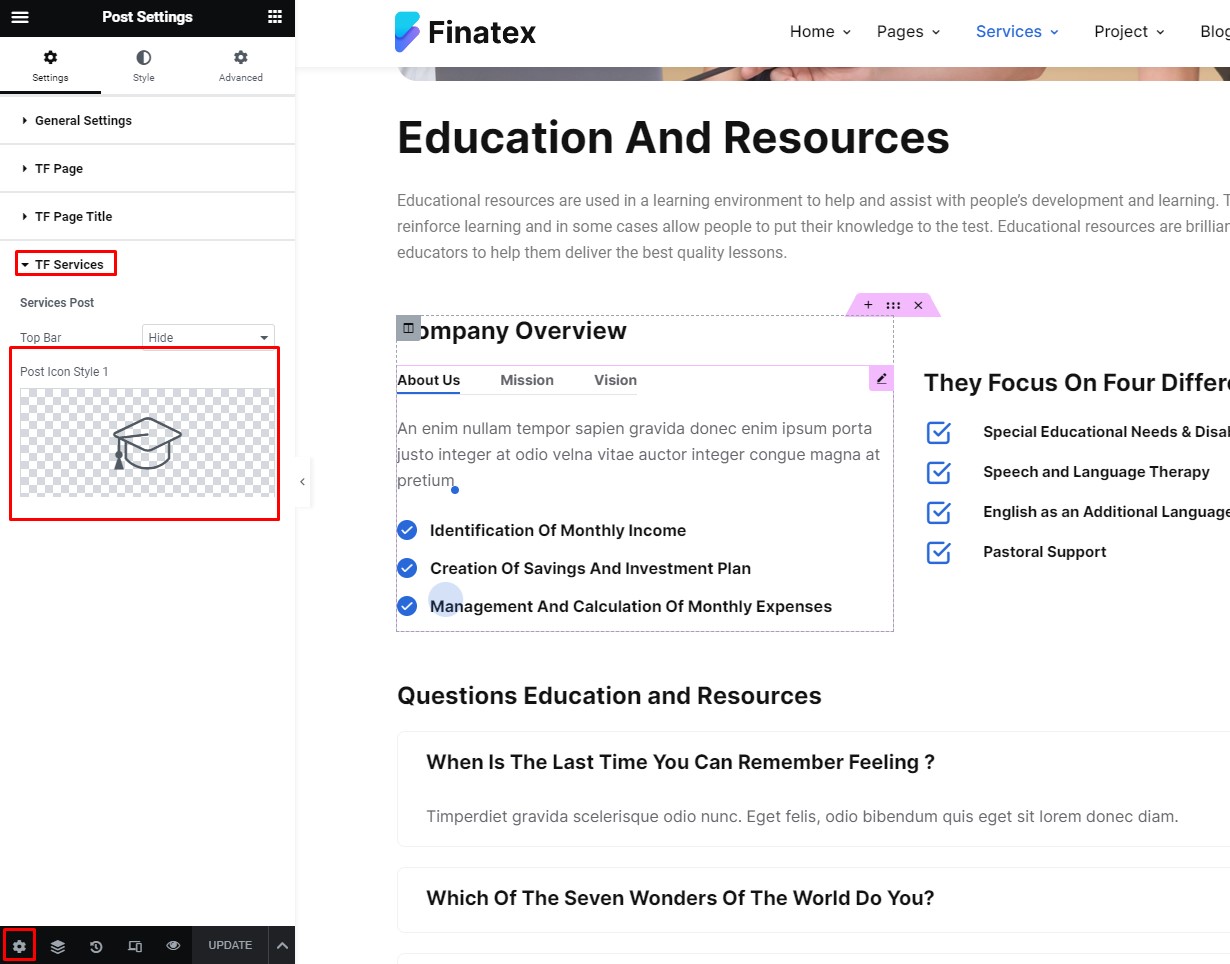 Post Settings
Settings
Style
Advanced
General Settings
TF Page
TF Page Title
TF Services
Services Post
Top Bar
Hide
Post Icon Style 1
UPDATE
Finatex
Home
Pages
Services
Project
Blog
Education And Resources
Educational resources are used in a learning environment to help and assist with people’s development and learning. T
reinforce learning and in some cases allow people to put their knowledge to the test. Educational resources are brillian
educators to help them deliver the best quality lessons.
ompany Overview
About Us
Mission
Vision
An enim nullam tempor sapien gravida donec enim ipsum porta
justo integer at odio velna vitae auctor integer congue magna at
pretium
Identification Of Monthly Income
Creation Of Savings And Investment Plan
Management And Calculation Of Monthly Expenses
They Focus On Four Differe
Special Educational Needs & Disal
Speech and Language Therapy
English as an Additional Language
Pastoral Support
Questions Education and Resources
When Is The Last Time You Can Remember Feeling ?
Timperdiet gravida scelerisque odio nunc. Eget felis, odio bibendum quis eget sit lorem donec diam.
Which Of The Seven Wonders Of The World Do You?